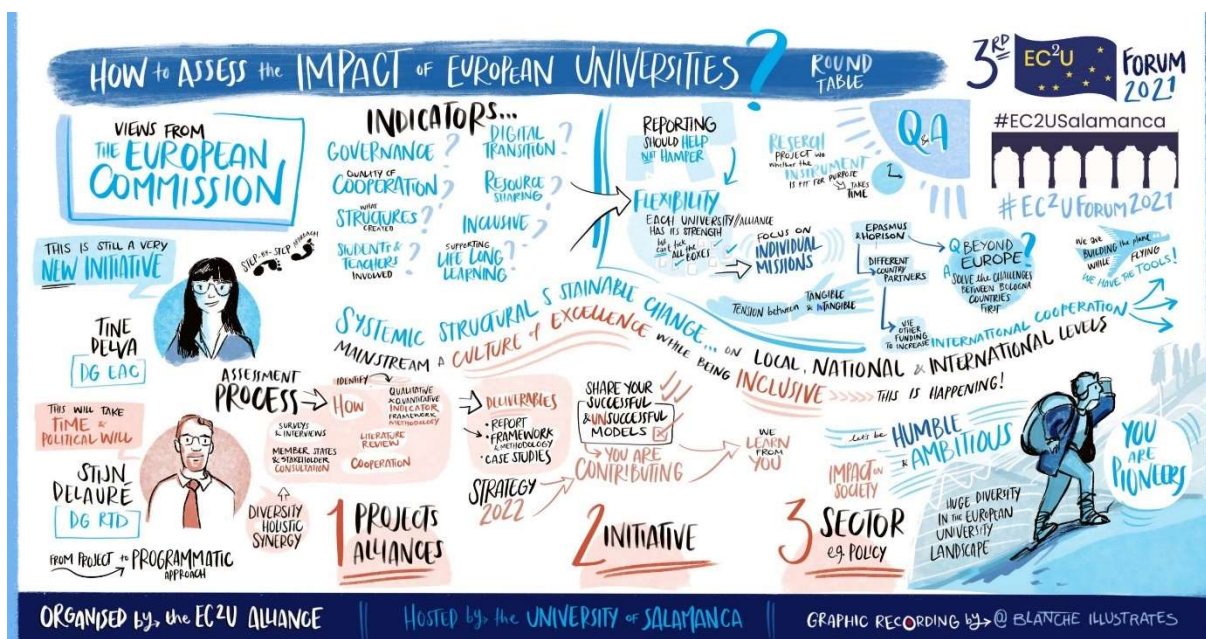 HOW to ASSESS the IMPACT of EUROPEAN UNIVERSITIES?
ROUND
TABLE
3RD
EC2U
FORUM
2021
#EC2USalamanca
#EC2UFORUM2021
VIEWS FROM
THE EUROPEAN
COMMISSION
THIS IS STILL A VERY
NEW INITIATIVE
STEP-BY-STEP APPROACH
TINE
DELVA
DG EAC
THIS WILL TAKE
TIME &
POLITICAL WILL
STIJN
DELAURÉ
DG RTD
DIVERSITY
HOLISTIC
SYNERGY
FROM PROJECT to PROGRAMMATIC
APPROACH
INDICATORS...
GOVERNANCE?
QUALITY OF
COOPERATION?
WHAT
STRUCTURES?
CREATED
STUDENTS &
TEACHERS?
INVOLVED
DIGITAL
TRANSITION?
RESOURCE
SHARING?
INCLUSIVE?
SUPPORTING
LIFE LONG
LEARNING?
REPORTING
SHOULD HELP
NOT HAMPER
FLEXIBILITY
EACH UNIVERSITY/ALLIANCE
HAS ITS STRENGTH
but can't tick
all the
BOXES
FOCUS ON
INDIVIDUAL
MISSIONS
TENSION between TANGIBLE
& INTANGIBLE
RESERCH
PROJECT
whether the
INSTRUMENT
IS FIT FOR PURPOSE
TAKES
TIME
Q&A
ERASMUS
& HORISON
DIFFERENT
COUNTRY
PARTNERS
USE
OTHER
FUNDING
TO INCREASE
INTERNATIONAL COOPERATION
Q BEYOND
EUROPE?
A SOLVE the CHALLENGES
BETWEEN BOLOGNA
COUNTRIES
FIRST
WE ARE
BUILDING the plane
WHILE FLYING
WE HAVE THE TOOLS!
SYSTEMIC STRUCTURAL S STAINABLE CHANGE... ON LOCAL, NATIONAL & INTERNATIONAL LEVELS
MAINSTREAM A CULTURE of EXCELLENCE WHILE BEING INCLUSIVE
THIS IS HAPPENING!
ASSESSMENT
PROCESS
IDENTIFY
HOW
QUALITATIVE
& QUANDITATIVE
INDICATOR
FRAMEWORK
METHODOLOGY
SURVEYS
& INTERVIEWS
MEMBER STATES
& STAKEHOLDER
CONSULTATION
LITERATURE
REVIEW
COOPERATION
DELIVERABLES
• REPORT
• FRAMEWORK
& METHODOLOGY
• CASE STUDIES
STRATEGY
2022
SHARE YOUR
SUCCESSFUL
& UNSUCCESSFUL
MODELS
YOU ARE
CONTRIBUTING
WE
LEARN
FROM
YOU
1 PROJECTS
ALLIANCES
2 INITIATIVE
3 SECTOR
eg. POLICY
IMPACT on
SOCIETY
let's be HUMBLE
& AMBITIOUS
HUGE DIVERSITY
IN THE EUROPEAN
UNIVERSITY
LANDSCAPE
YOU
ARE
PIONEERS
ORGANISED by the EC2U ALLIANCE
HOSTED by the UNIVERSITY of SALAMANCA
GRAPHIC RECORDING by @ BLANCHE ILLUSTRATES